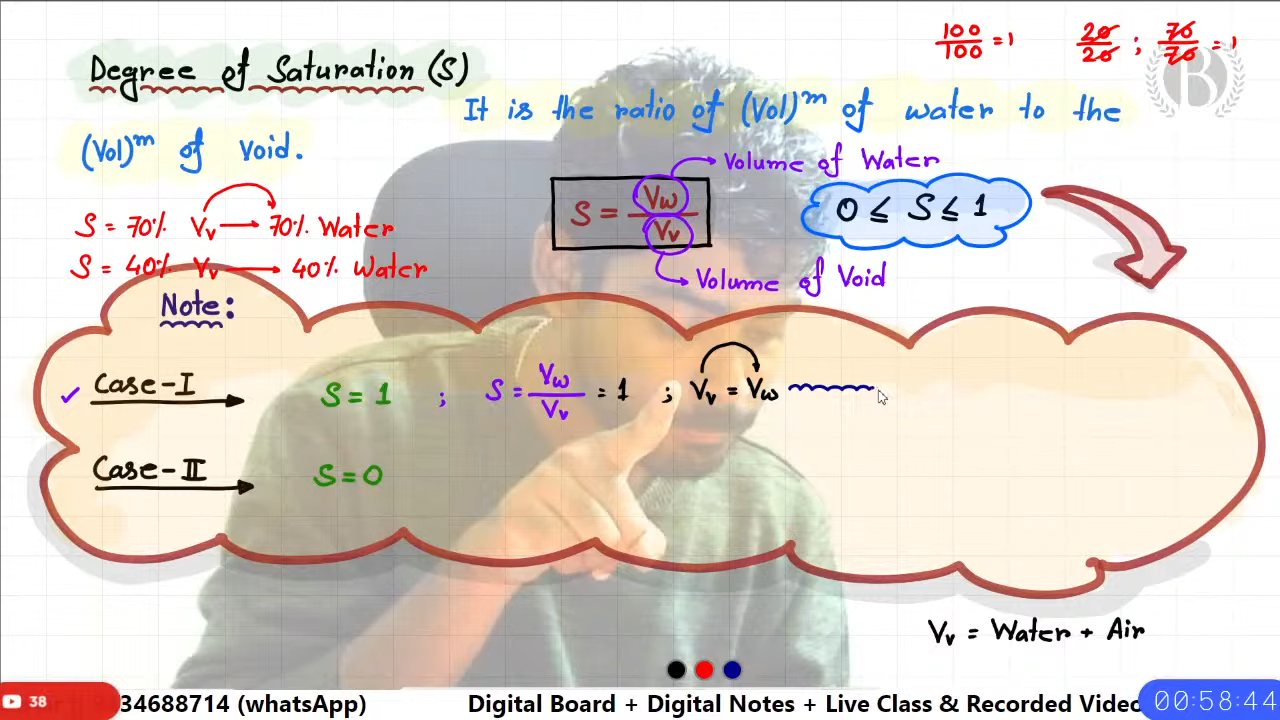 100/100 = 1 20/20 ; 70/70 = 1
Degree of Saturation (S)
It is the ratio of (Vol)ᵐ of water to the
(Vol)ᵐ of Void.
Volume of Water
S = Vw/Vv
0 ≤ S ≤ 1
S = 70% Vv → 70% Water
S = 40% Vv → 40% Water
Volume of Void
Note:
✓ Case-I → S = 1 ; S = Vw/Vv = 1 ; Vv = Vw
Case-II → S = 0
Vv = Water + Air
B
38
34688714 (whatsApp) Digital Board + Digital Notes + Live Class & Recorded Video
00:58:44